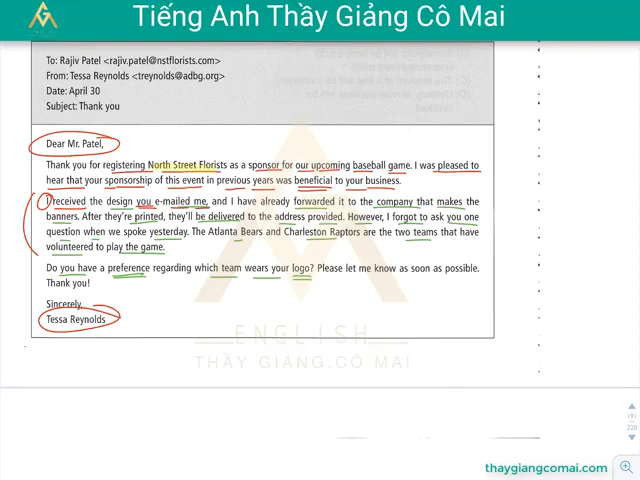 AG
Tiếng Anh Thầy Giảng Cô Mai
To: Rajiv Patel <rajiv.patel@nstflorists.com>
From: Tessa Reynolds <treynolds@adbg.org>
Date: April 30
Subject: Thank you
Dear Mr. Patel,
Thank you for registering North Street Florists as a sponsor for our upcoming baseball game. I was pleased to
hear that your sponsorship of this event in previous years was beneficial to your business.
I received the design you e-mailed me, and I have already forwarded it to the company that makes the
banners. After they're printed, they'll be delivered to the address provided. However, I forgot to ask you one
question when we spoke yesterday. The Atlanta Bears and Charleston Raptors are the two teams that have
volunteered to play the game.
Do you have a preference regarding which team wears your logo? Please let me know as soon as possible.
Thank you!
Sincerely,
Tessa Reynolds
ENGLISH
THẦY GIẢNG.CÔ MAI
191
220
thaygiangcomai.com